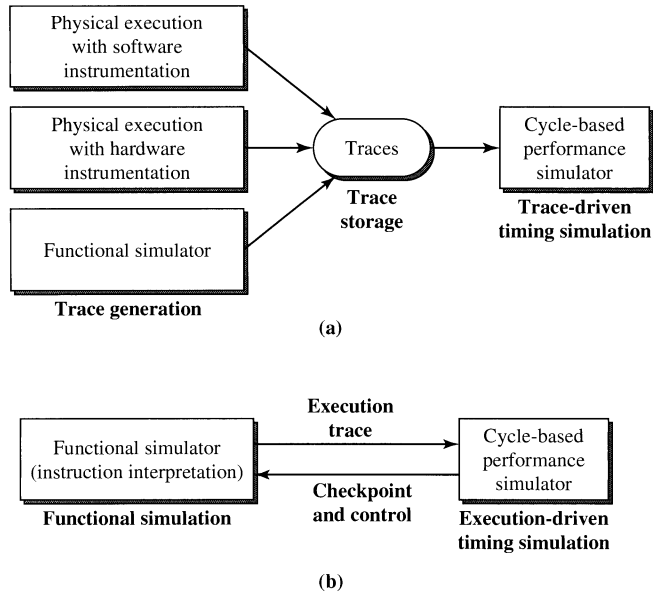 Physical execution
with software
instrumentation
Physical execution
with hardware
instrumentation
Functional simulator
Trace generation
Traces
Trace
storage
Cycle-based
performance
simulator
Trace-driven
timing simulation
(a)
Functional simulator
(instruction interpretation)
Functional simulation
Execution
trace
Checkpoint
and control
Cycle-based
performance
simulator
Execution-driven
timing simulation
(b)